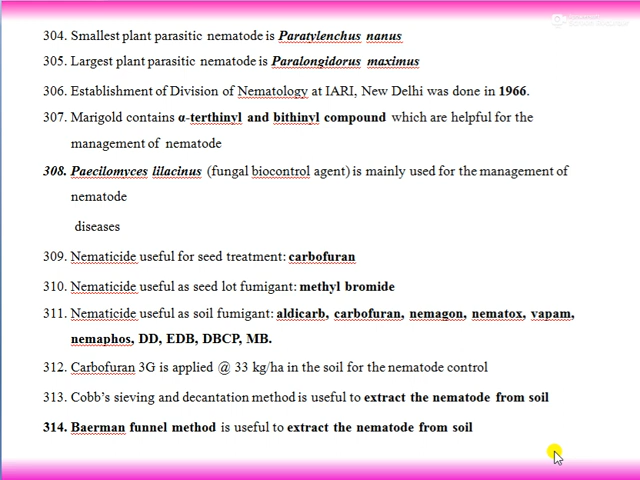 304. Smallest plant parasitic nematode is Paratylenchus nanus
305. Largest plant parasitic nematode is Paralongidorus maximus
306. Establishment of Division of Nematology at IARI, New Delhi was done in 1966.
307. Marigold contains α-terthinyl and bithinyl compound which are helpful for the
management of nematode
308. Paecilomyces lilacinus (fungal biocontrol agent) is mainly used for the management of
nematode
diseases
309. Nematicide useful for seed treatment: carbofuran
310. Nematicide useful as seed lot fumigant: methyl bromide
311. Nematicide useful as soil fumigant: aldicarb, carbofuran, nemagon, nematox, vapam,
nemaphos, DD, EDB, DBCP, MB.
312. Carbofuran 3G is applied @ 33 kg/ha in the soil for the nematode control
313. Cobb's sieving and decantation method is useful to extract the nematode from soil
314. Baerman funnel method is useful to extract the nematode from soil